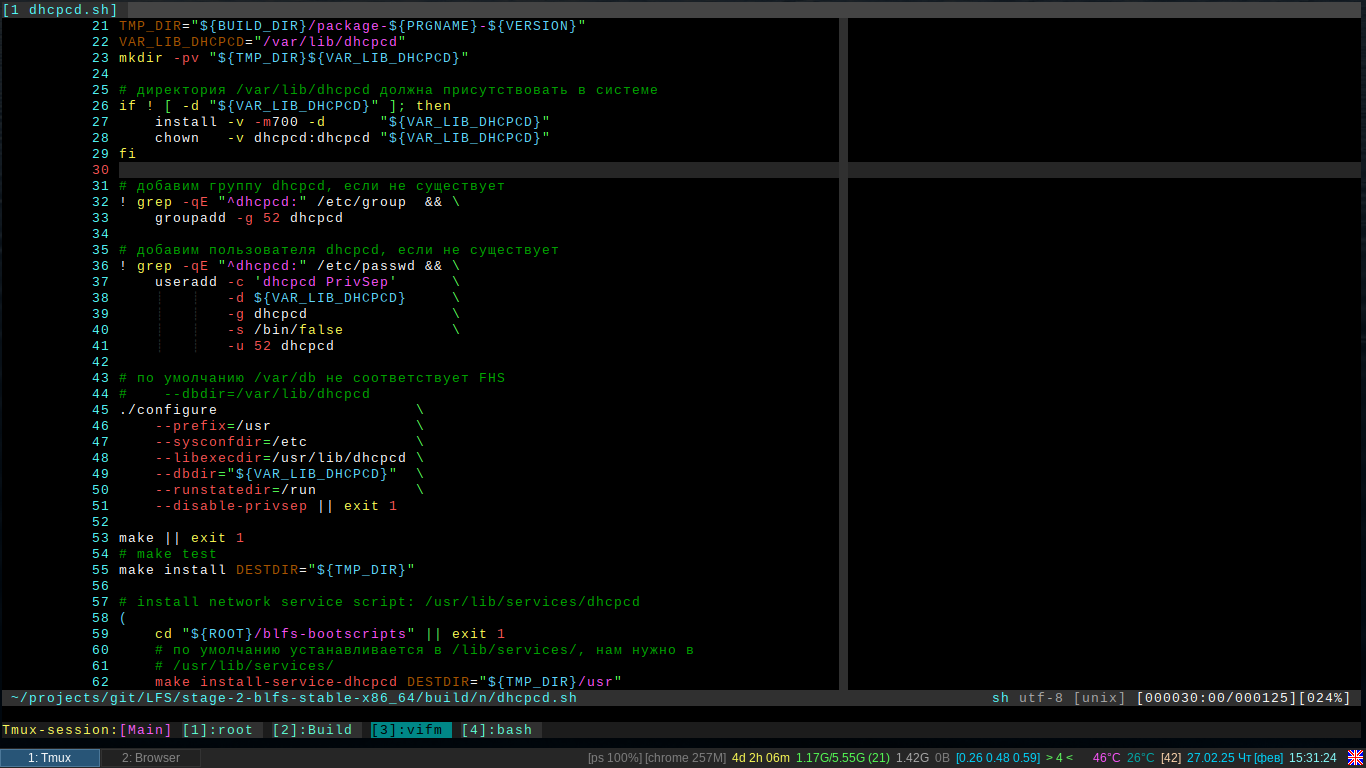 [1 dhcpcd.sh]
21 TMP_DIR="${BUILD_DIR}/package-${PRGNAME}-${VERSION}"
22 VAR_LIB_DHCPCD="/var/lib/dhcpcd"
23 mkdir -pv "${TMP_DIR}${VAR_LIB_DHCPCD}"
24
25 # директория /var/lib/dhcpcd должна присутствовать в системе
26 if ! [ -d "${VAR_LIB_DHCPCD}" ]; then
27     install -v -m700 -d      "${VAR_LIB_DHCPCD}"
28     chown   -v dhcpcd:dhcpcd "${VAR_LIB_DHCPCD}"
29 fi
30
31 # добавим группу dhcpcd, если не существует
32 ! grep -qE "^dhcpcd:" /etc/group  && \
33     groupadd -g 52 dhcpcd
34
35 # добавим пользователя dhcpcd, если не существует
36 ! grep -qE "^dhcpcd:" /etc/passwd && \
37     useradd -c 'dhcpcd PrivSep'      \
38             -d ${VAR_LIB_DHCPCD}     \
39             -g dhcpcd                \
40             -s /bin/false            \
41             -u 52 dhcpcd
42
43 # по умолчанию /var/db не соответствует FHS
44 #    --dbdir=/var/lib/dhcpcd
45 ./configure                      \
46     --prefix=/usr                \
47     --sysconfdir=/etc            \
48     --libexecdir=/usr/lib/dhcpcd \
49     --dbdir="${VAR_LIB_DHCPCD}"  \
50     --runstatedir=/run           \
51     --disable-privsep || exit 1
52
53 make || exit 1
54 # make test
55 make install DESTDIR="${TMP_DIR}"
56
57 # install network service script: /usr/lib/services/dhcpcd
58 (
59     cd "${ROOT}/blfs-bootscripts" || exit 1
60     # по умолчанию устанавливается в /lib/services/, нам нужно в
61     # /usr/lib/services/
62     make install-service-dhcpcd DESTDIR="${TMP_DIR}/usr"
~/projects/git/LFS/stage-2-blfs-stable-x86_64/build/n/dhcpcd.sh sh utf-8 [unix] [000030:00/000125][024%]
Tmux-session:[Main] [1]:root [2]:Build [3]:vifm [4]:bash
1: Tmux 2: Browser [ps 100%] [chrome 257M] 4d 2h 06m 1.17G/5.55G (21) 1.42G 0B [0.26 0.48 0.59] > 4 < 46°C 26°C [42] 27.02.25 Чт [фев] 15:31:24